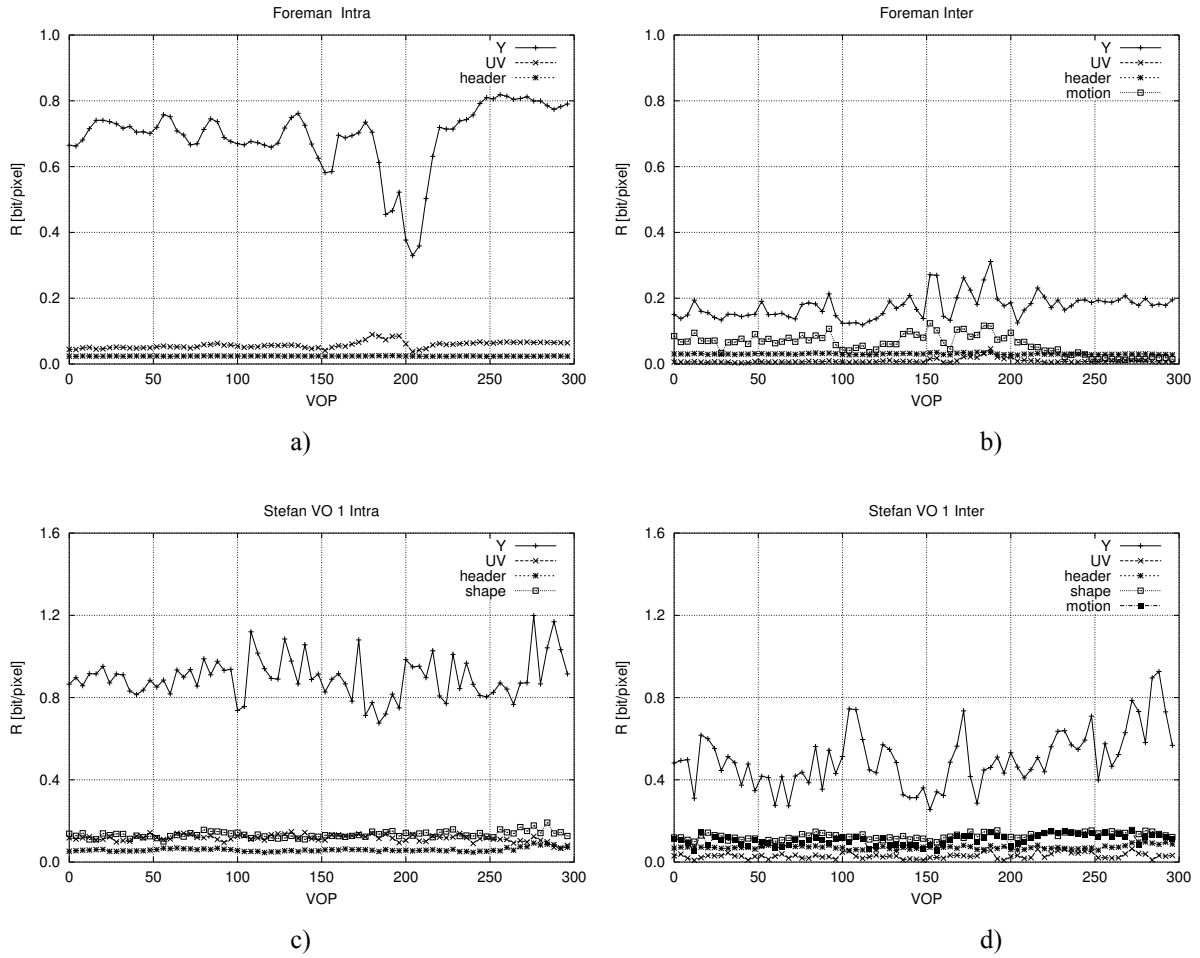 Foreman Intra
R [bit/pixel]
1.0
0.8
0.6
0.4
0.2
0.0
Y
UV
header
0 50 100 150 200 250 300
VOP
a)
Foreman Inter
R [bit/pixel]
1.0
0.8
0.6
0.4
0.2
0.0
Y
UV
header
motion
0 50 100 150 200 250 300
VOP
b)
Stefan VO 1 Intra
R [bit/pixel]
1.6
1.2
0.8
0.4
0.0
Y
UV
header
shape
0 50 100 150 200 250 300
VOP
c)
Stefan VO 1 Inter
R [bit/pixel]
1.6
1.2
0.8
0.4
0.0
Y
UV
header
shape
motion
0 50 100 150 200 250 300
VOP
d)